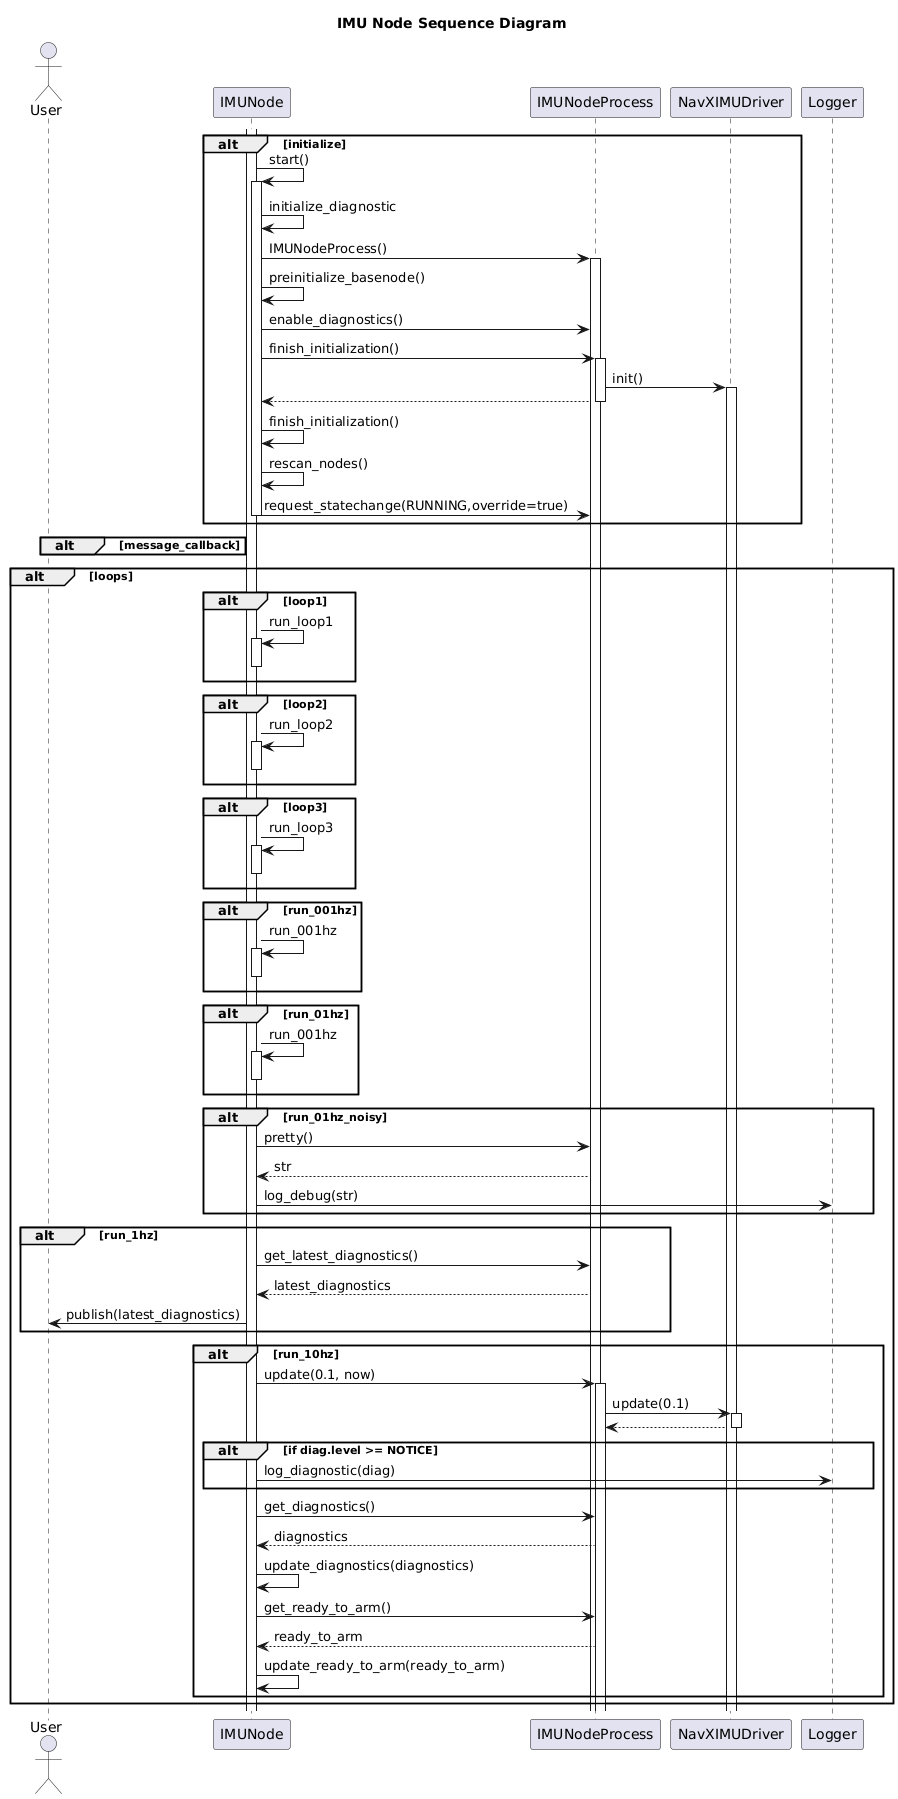 IMU Node Sequence Diagram
User
IMUNode
IMUNodeProcess
NavXIMUDriver
Logger
alt [initialize]
start()
initialize_diagnostic
IMUNodeProcess()
preinitialize_basenode()
enable_diagnostics()
finish_initialization()
init()
finish_initialization()
rescan_nodes()
request_statechange(RUNNING,override=true)
alt [message_callback]
alt [loops]
alt [loop1]
run_loop1
alt [loop2]
run_loop2
alt [loop3]
run_loop3
alt [run_001hz]
run_001hz
alt [run_01hz]
run_001hz
alt [run_01hz_noisy]
pretty()
str
log_debug(str)
alt [run_1hz]
get_latest_diagnostics()
latest_diagnostics
publish(latest_diagnostics)
alt [run_10hz]
update(0.1, now)
update(0.1)
alt [if diag.level >= NOTICE]
log_diagnostic(diag)
get_diagnostics()
diagnostics
update_diagnostics(diagnostics)
get_ready_to_arm()
ready_to_arm
update_ready_to_arm(ready_to_arm)
User
IMUNode
IMUNodeProcess
NavXIMUDriver
Logger